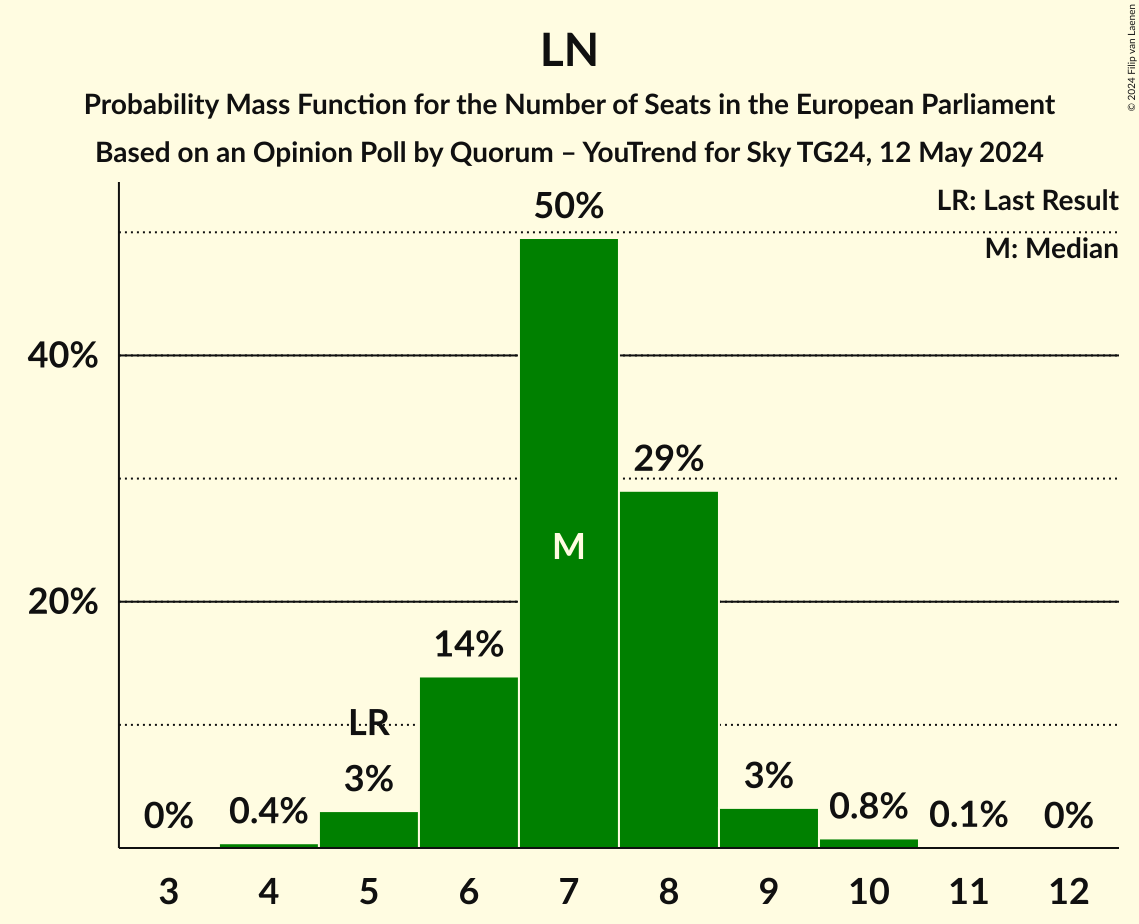 LN
Probability Mass Function for the Number of Seats in the European Parliament
Based on an Opinion Poll by Quorum – YouTrend for Sky TG24, 12 May 2024
© 2024 Filip van Laenen
LR: Last Result
M: Median
50%
40%
29%
M
20%
14%
LR
3%
3%
0%
0.4%
0.8%
0.1%
0%
3 4 5 6 7 8 9 10 11 12